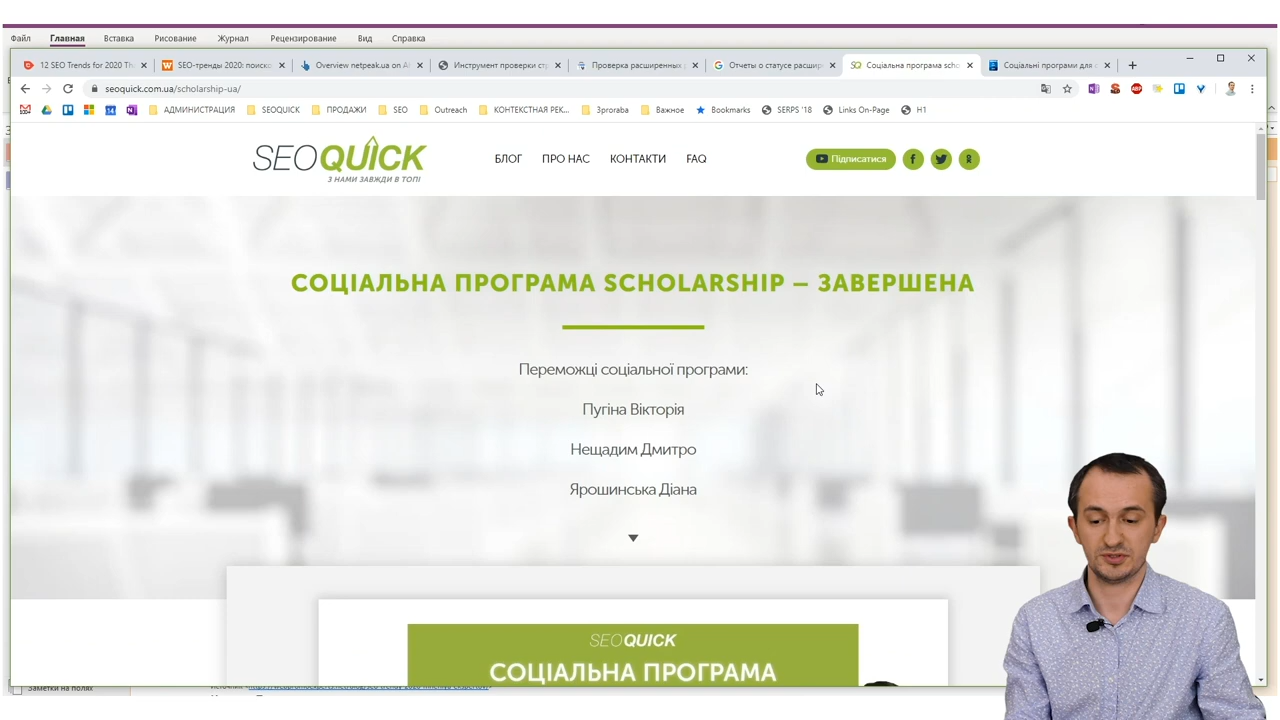 Файл Главная Вставка Рисование Журнал Рецензирование Вид Справка
12 SEO Trends for 2020 Th
SEO-тренды 2020: поиско
Overview netpeak.ua on A
Инструмент проверки ст
Проверка расширенных
Отчеты о статусе расшир
Соціальна програма scho
Соціальні програми для с
seoquick.com.ua/scholarship-ua/
АДМИНИСТРАЦИЯ SEOQUICK ПРОДАЖИ SEO Outreach КОНТЕКСТНАЯ РЕК... Зproraba Важное Bookmarks SERPS '18 Links On-Page H1
SEOQUICK
З НАМИ ЗАВЖДИ В ТОПІ
БЛОГ ПРО НАС КОНТАКТИ FAQ
Підписатися
СОЦІАЛЬНА ПРОГРАМА SCHOLARSHIP – ЗАВЕРШЕНА
Переможці соціальної програми:
Пугіна Вікторія
Нещадим Дмитро
Ярошинська Діана
SEOQUICK
СОЦІАЛЬНА ПРОГРАМА
Заметки на полях